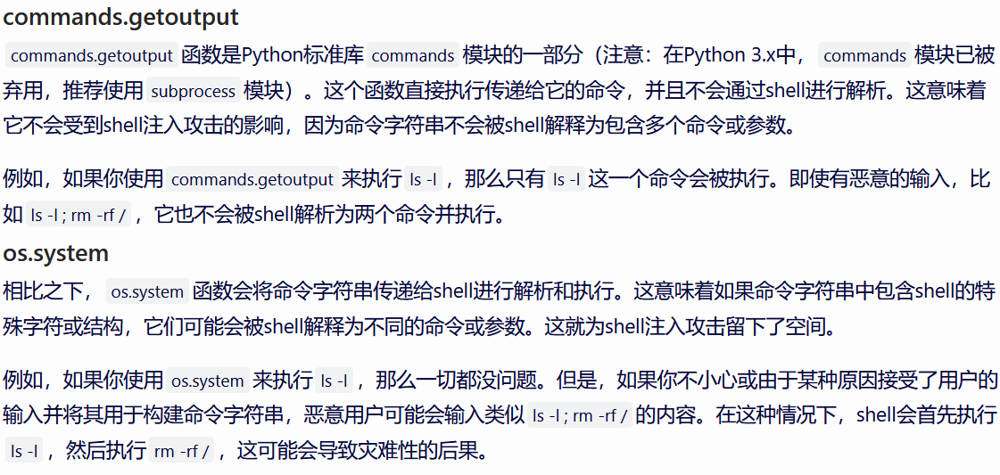 commands.getoutput
commands.getoutput 函数是Python标准库 commands 模块的一部分（注意：在Python 3.x中， commands 模块已被
弃用，推荐使用 subprocess 模块）。这个函数直接执行传递给它的命令，并且不会通过shell进行解析。这意味着
它不会受到shell注入攻击的影响，因为命令字符串不会被shell解释为包含多个命令或参数。
例如，如果你使用 commands.getoutput 来执行 ls -l ，那么只有 ls -l 这一个命令会被执行。即使有恶意的输入，比
如 ls -l ; rm -rf / ，它也不会被shell解析为两个命令并执行。
os.system
相比之下， os.system 函数会将命令字符串传递给shell进行解析和执行。这意味着如果命令字符串中包含shell的特
殊字符或结构，它们可能会被shell解释为不同的命令或参数。这就为shell注入攻击留下了空间。
例如，如果你使用 os.system 来执行 ls -l ，那么一切都没问题。但是，如果你不小心或由于某种原因接受了用户的
输入并将其用于构建命令字符串，恶意用户可能会输入类似 ls -l ; rm -rf / 的内容。在这种情况下，shell会首先执行
ls -l ，然后执行 rm -rf / ，这可能会导致灾难性的后果。